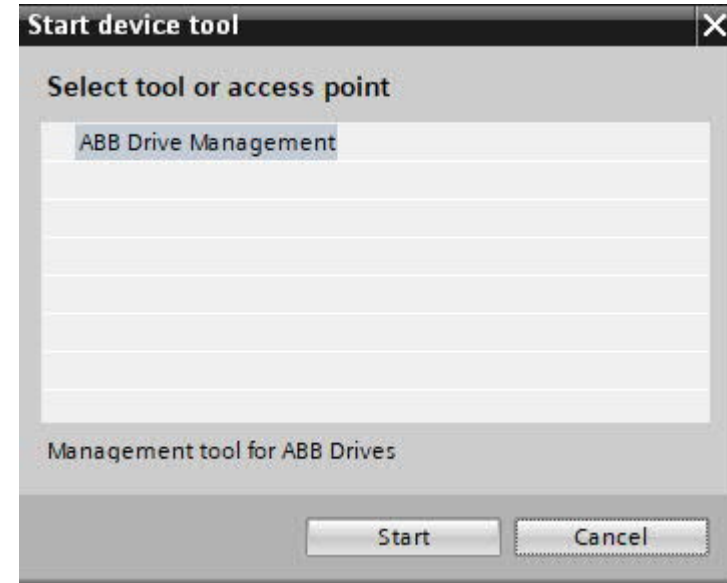 Start device tool
Select tool or access point
ABB Drive Management
Management tool for ABB Drives
Start Cancel